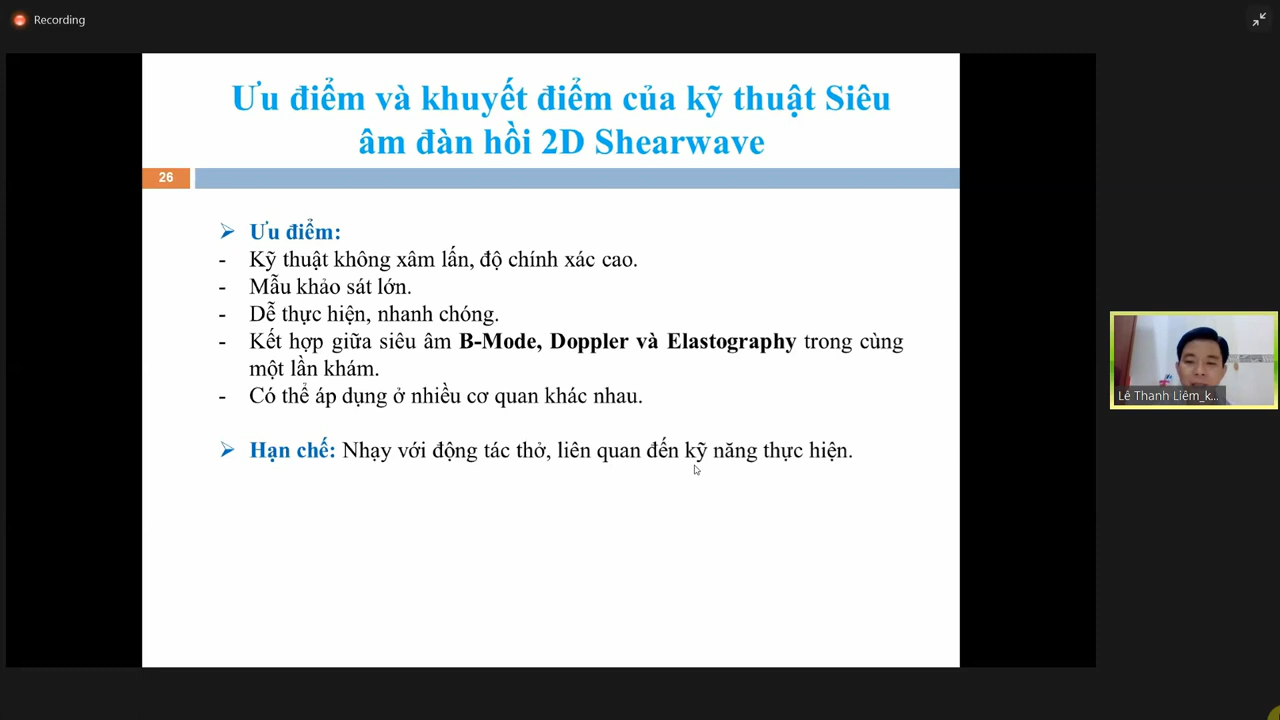 Recording
Ưu điểm và khuyết điểm của kỹ thuật Siêu
âm đàn hồi 2D Shearwave
26
Ưu điểm:
- Kỹ thuật không xâm lấn, độ chính xác cao.
- Mẫu khảo sát lớn.
- Dễ thực hiện, nhanh chóng.
- Kết hợp giữa siêu âm B-Mode, Doppler và Elastography trong cùng
một lần khám.
- Có thể áp dụng ở nhiều cơ quan khác nhau.
Hạn chế: Nhạy với động tác thở, liên quan đến kỹ năng thực hiện.
Lê Thanh Liêm_k...